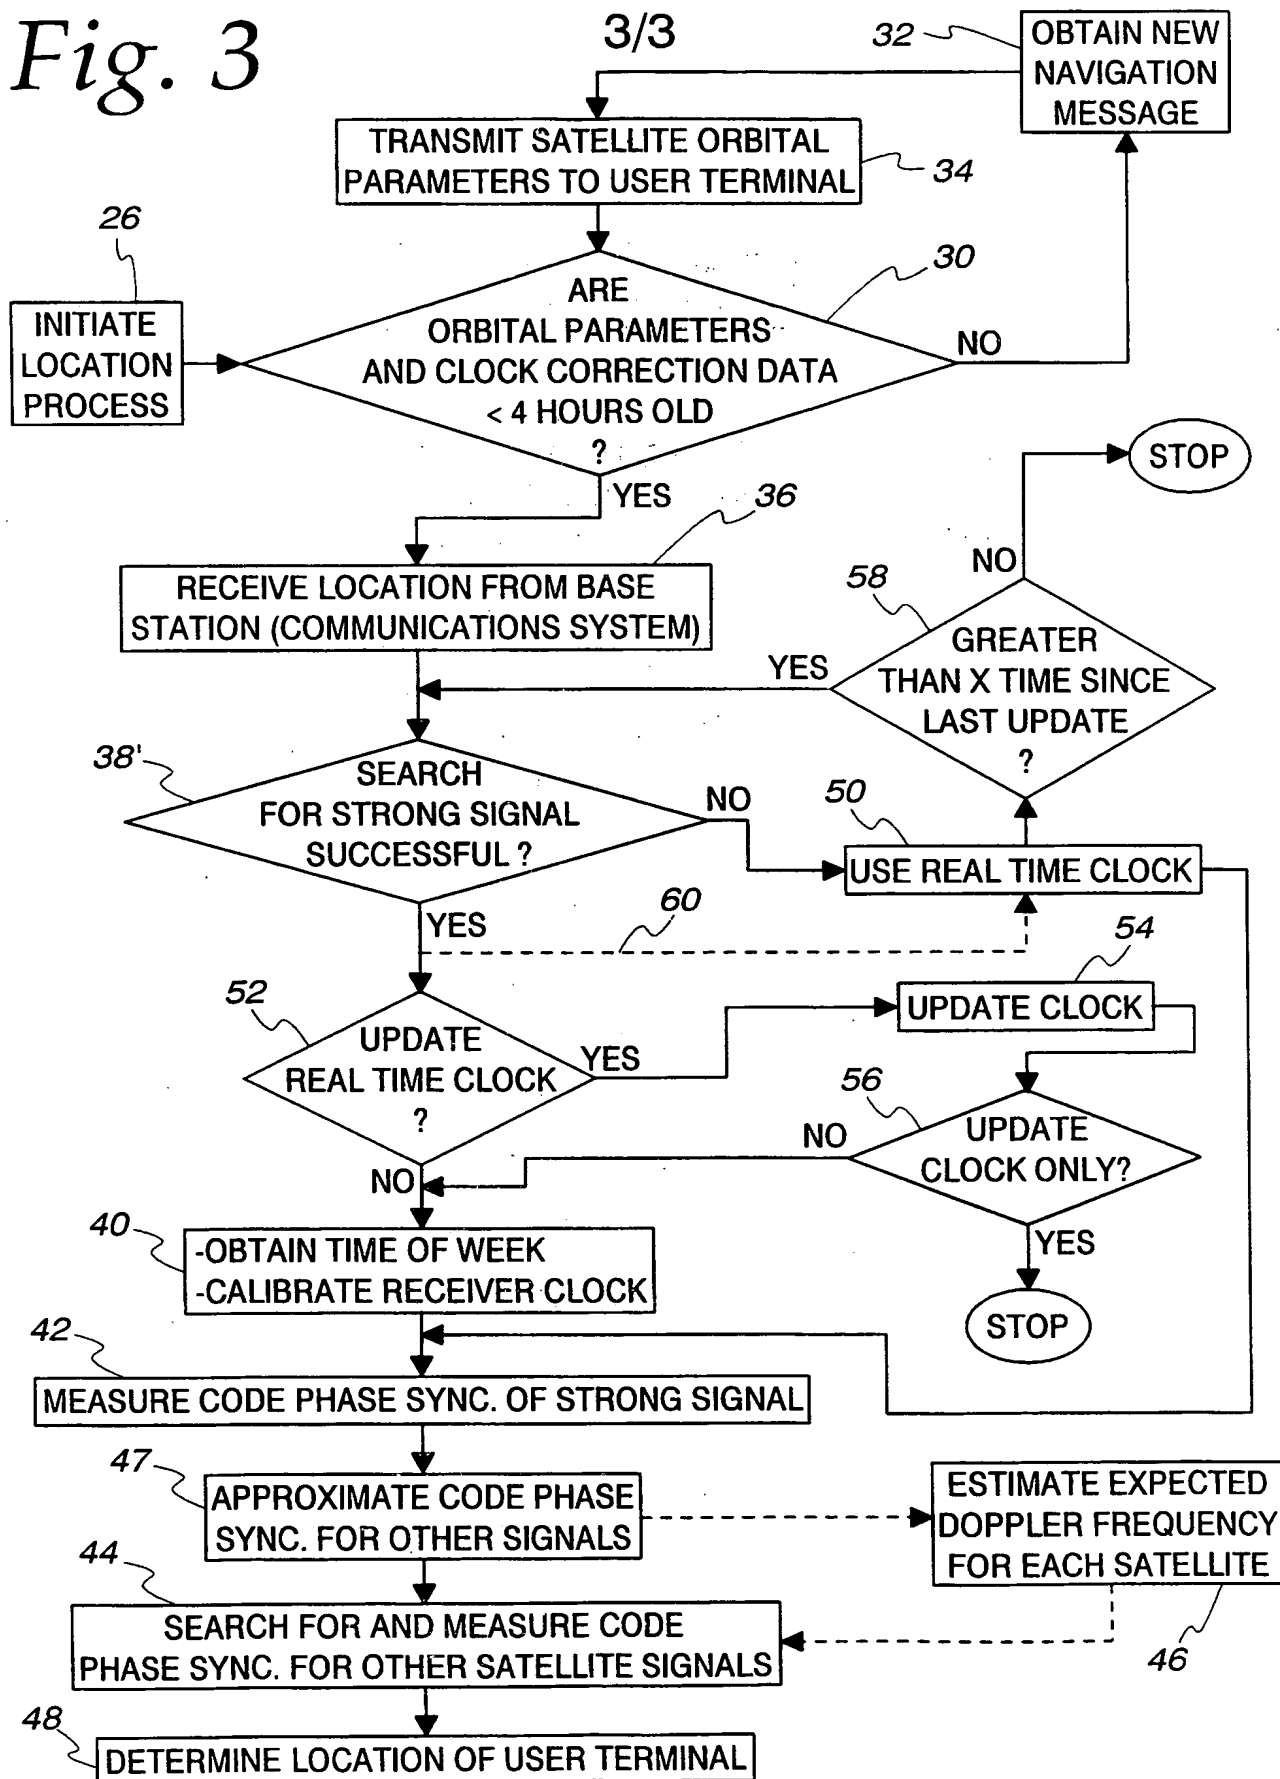 Fig. 3
3/3
32
OBTAIN NEW
NAVIGATION
MESSAGE
TRANSMIT SATELLITE ORBITAL
PARAMETERS TO USER TERMINAL
34
26
INITIATE
LOCATION
PROCESS
30
ARE
ORBITAL PARAMETERS
AND CLOCK CORRECTION DATA
< 4 HOURS OLD
?
NO
YES
STOP
36
RECEIVE LOCATION FROM BASE
STATION (COMMUNICATIONS SYSTEM)
NO
58
GREATER
THAN X TIME SINCE
LAST UPDATE
?
YES
38'
SEARCH
FOR STRONG SIGNAL
SUCCESSFUL ?
NO
50
USE REAL TIME CLOCK
YES
60
54
UPDATE CLOCK
52
UPDATE
REAL TIME CLOCK
?
YES
56
UPDATE
CLOCK ONLY?
NO
NO
YES
STOP
40
-OBTAIN TIME OF WEEK
-CALIBRATE RECEIVER CLOCK
42
MEASURE CODE PHASE SYNC. OF STRONG SIGNAL
47
APPROXIMATE CODE PHASE
SYNC. FOR OTHER SIGNALS
ESTIMATE EXPECTED
DOPPLER FREQUENCY
FOR EACH SATELLITE
46
44
SEARCH FOR AND MEASURE CODE
PHASE SYNC. FOR OTHER SATELLITE SIGNALS
48
DETERMINE LOCATION OF USER TERMINAL